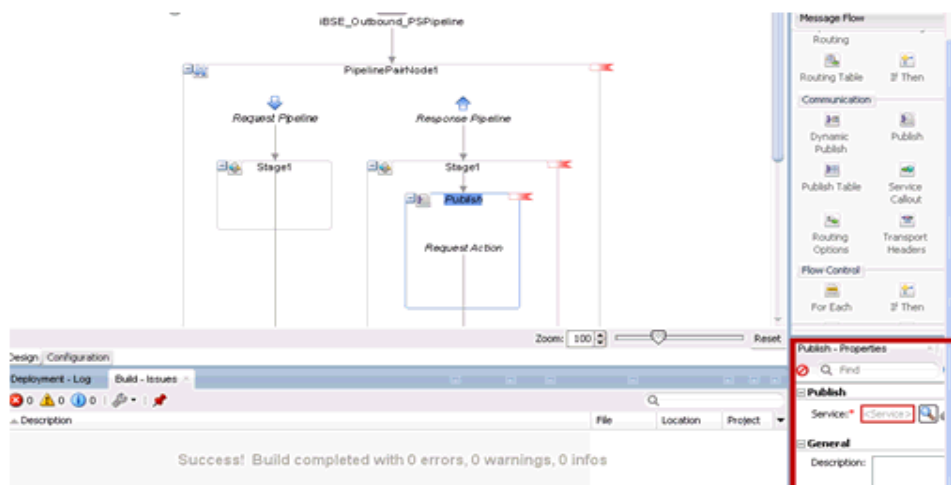 iBSE_Outbound_PSPipeline
PipelinePairNode1
Request Pipeline
Response Pipeline
Stage1
Stage1
Publish
Request Action
Message Flow
Routing
Routing Table
If Then
Communication
Dynamic Publish
Publish
Publish Table
Service Callout
Routing Options
Transport Headers
Flow Control
For Each
If Then
Zoom: 100
Reset
Design Configuration
Deployment - Log
Build - Issues
0 0 0
Description
File
Location
Project
Success! Build completed with 0 errors, 0 warnings, 0 infos
Publish - Properties
Find
Publish
Service:* <Service>
General
Description: